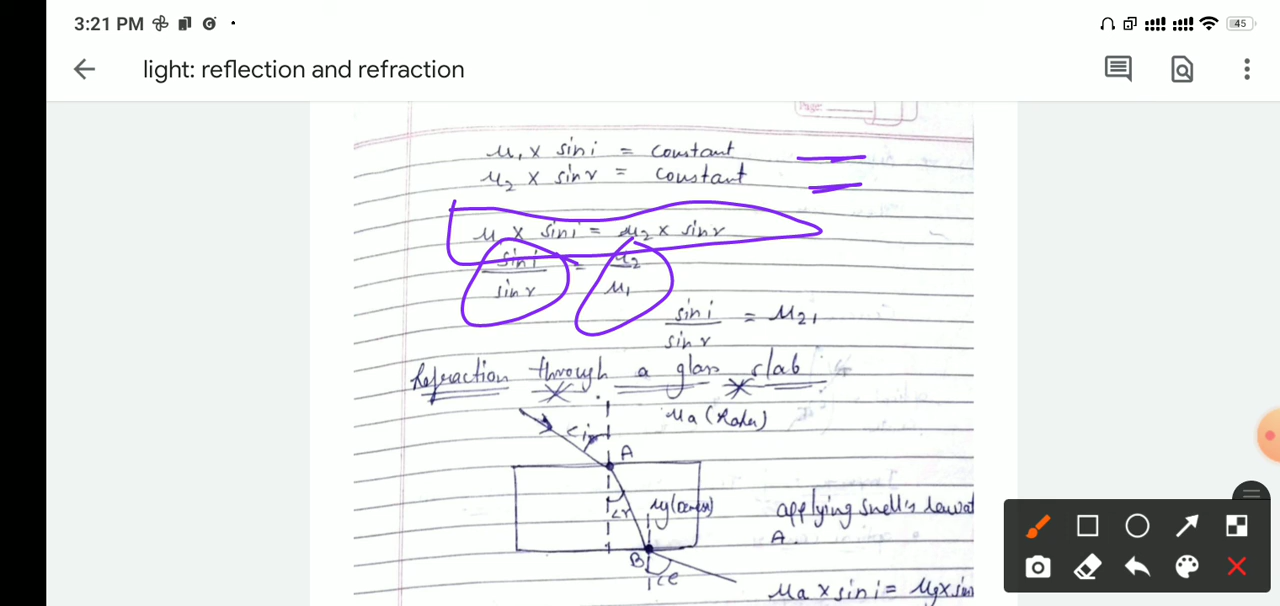 3:21 PM
45
light: reflection and refraction
Page:
μ₁ × sin i = constant
μ₂ × sin r = constant
μ₁ × sin i = μ₂ × sin r
sin i / sin r = μ₂ / μ₁
sin i / sin r = μ₂₁
Refraction through a glass slab
μa (Rarer)
∠i
A
∠r
μg (denser)
applying snell's law at
A.
B
∠e
μa × sin i = μg × sin